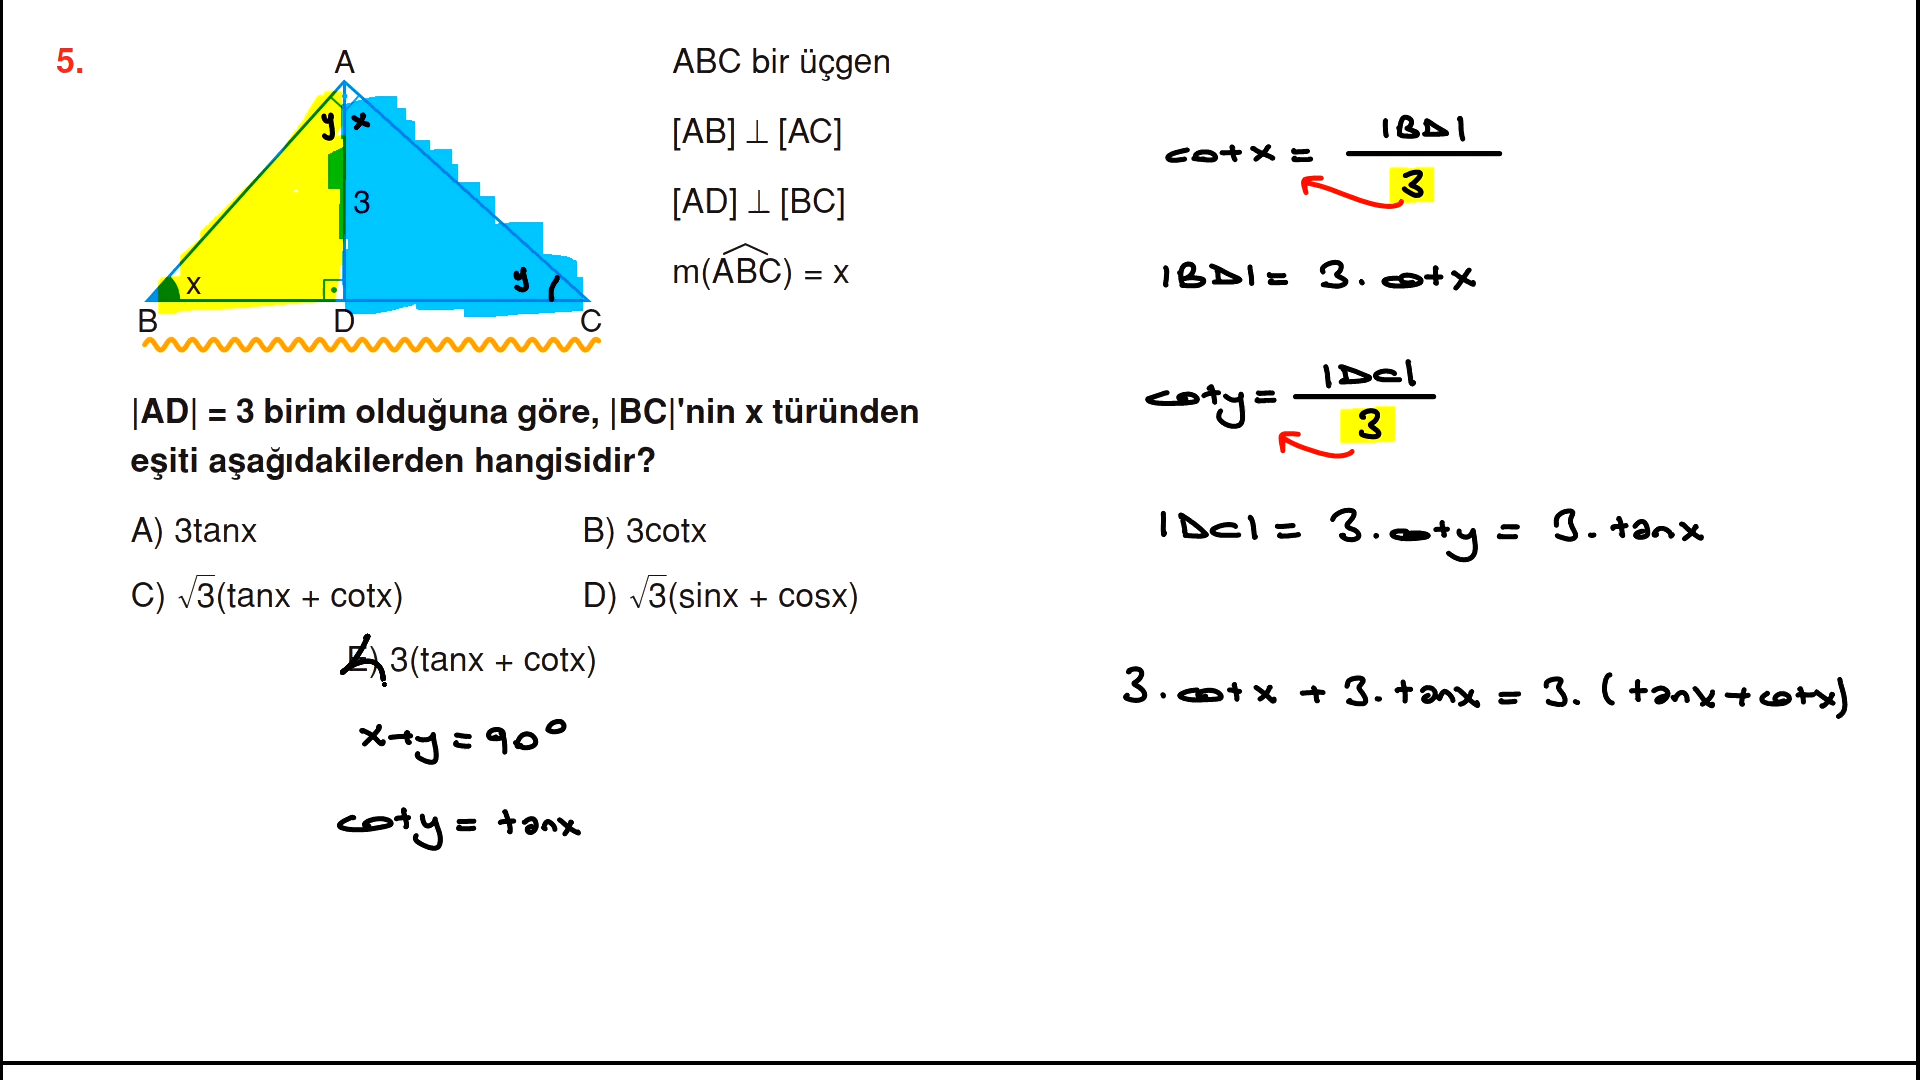 5.
A
y x
3
x
y
B D C
ABC bir üçgen
[AB] ⊥ [AC]
[AD] ⊥ [BC]
m(ABC) = x
|AD| = 3 birim olduğuna göre, |BC|'nin x türünden
eşiti aşağıdakilerden hangisidir?
A) 3tanx B) 3cotx
C) √3(tanx + cotx) D) √3(sinx + cosx)
E) 3(tanx + cotx)
x+y = 90°
coty = tanx
cotx = |BD| / 3
|BD| = 3. cotx
coty = |DC| / 3
|DC| = 3. coty = 3. tanx
3. cotx + 3. tanx = 3. (tanx + cotx)